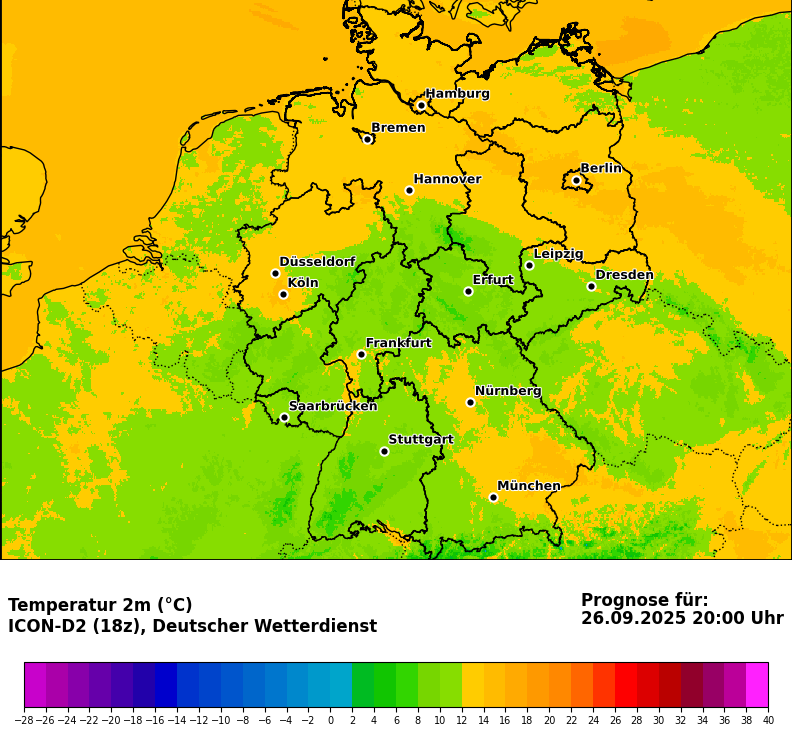 Hamburg
Bremen
Berlin
Hannover
Leipzig
Düsseldorf
Dresden
Köln
Erfurt
Frankfurt
Nürnberg
Saarbrücken
Stuttgart
München
Temperatur 2m (°C)
ICON-D2 (18z), Deutscher Wetterdienst
Prognose für:
26.09.2025 20:00 Uhr
−28 −26 −24 −22 −20 −18 −16 −14 −12 −10 −8 −6 −4 −2 0 2 4 6 8 10 12 14 16 18 20 22 24 26 28 30 32 34 36 38 40